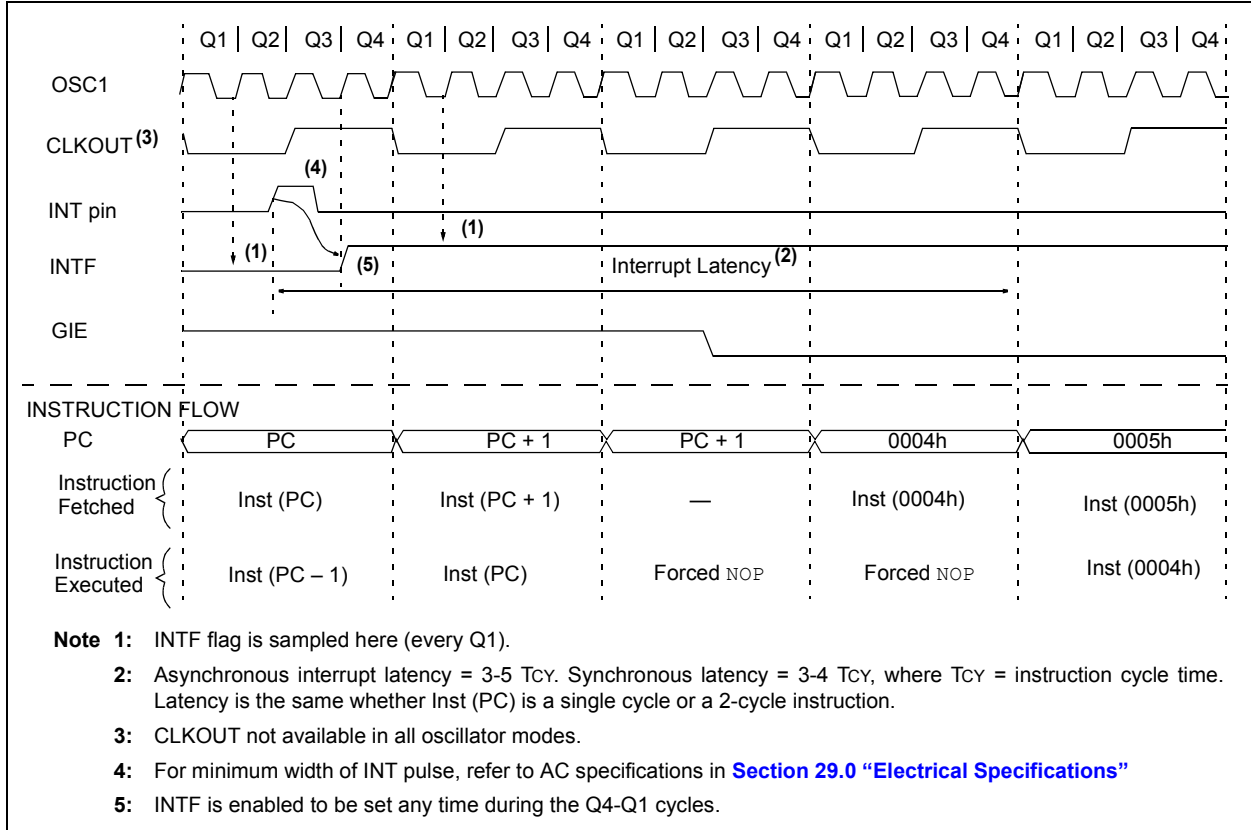 Q1 | Q2 | Q3 | Q4 Q1 | Q2 | Q3 | Q4 Q1 | Q2 | Q3 | Q4 Q1 | Q2 | Q3 | Q4 Q1 | Q2 | Q3 | Q4
OSC1
CLKOUT (3)
(4)
INT pin
(1)
(1)
INTF
(5)
Interrupt Latency (2)
GIE
INSTRUCTION FLOW
PC
PC
PC + 1
PC + 1
0004h
0005h
Instruction
Fetched
Inst (PC)
Inst (PC + 1)
—
Inst (0004h)
Inst (0005h)
Instruction
Executed
Inst (PC – 1)
Inst (PC)
Forced NOP
Forced NOP
Inst (0004h)
Note 1: INTF flag is sampled here (every Q1).
2: Asynchronous interrupt latency = 3-5 TCY. Synchronous latency = 3-4 TCY, where TCY = instruction cycle time.
Latency is the same whether Inst (PC) is a single cycle or a 2-cycle instruction.
3: CLKOUT not available in all oscillator modes.
4: For minimum width of INT pulse, refer to AC specifications in Section 29.0 “Electrical Specifications”
5: INTF is enabled to be set any time during the Q4-Q1 cycles.